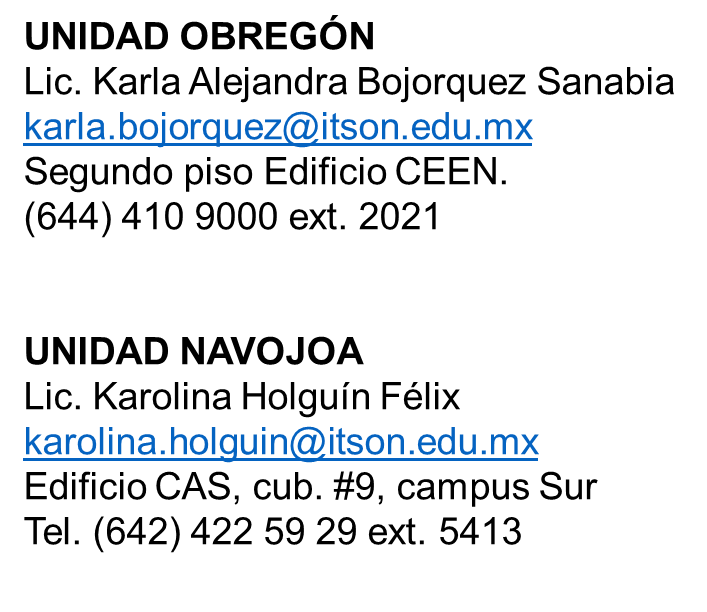 UNIDAD OBREGÓN
Lic. Karla Alejandra Bojorquez Sanabia
karla.bojorquez@itson.edu.mx
Segundo piso Edificio CEEN.
(644) 410 9000 ext. 2021
UNIDAD NAVOJOA
Lic. Karolina Holguín Félix
karolina.holguin@itson.edu.mx
Edificio CAS, cub. #9, campus Sur
Tel. (642) 422 59 29 ext. 5413